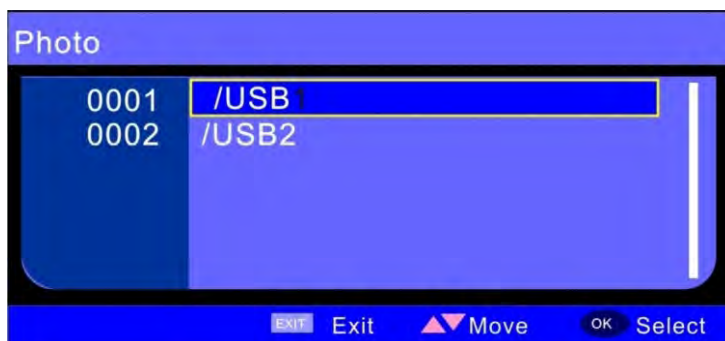 Photo
0001 /USB1
0002 /USB2
EXIT Exit Move OK Select